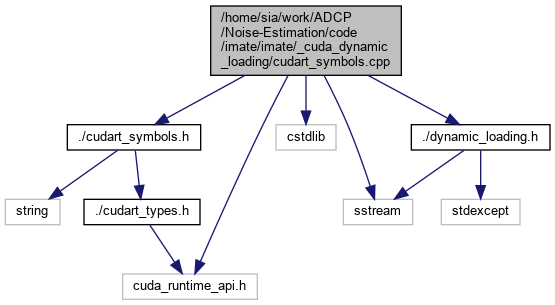 /home/sia/work/ADCP
/Noise-Estimation/code
/imate/imate/_cuda_dynamic
_loading/cudart_symbols.cpp
./cudart_symbols.h
cstdlib
./dynamic_loading.h
string
./cudart_types.h
sstream
stdexcept
cuda_runtime_api.h